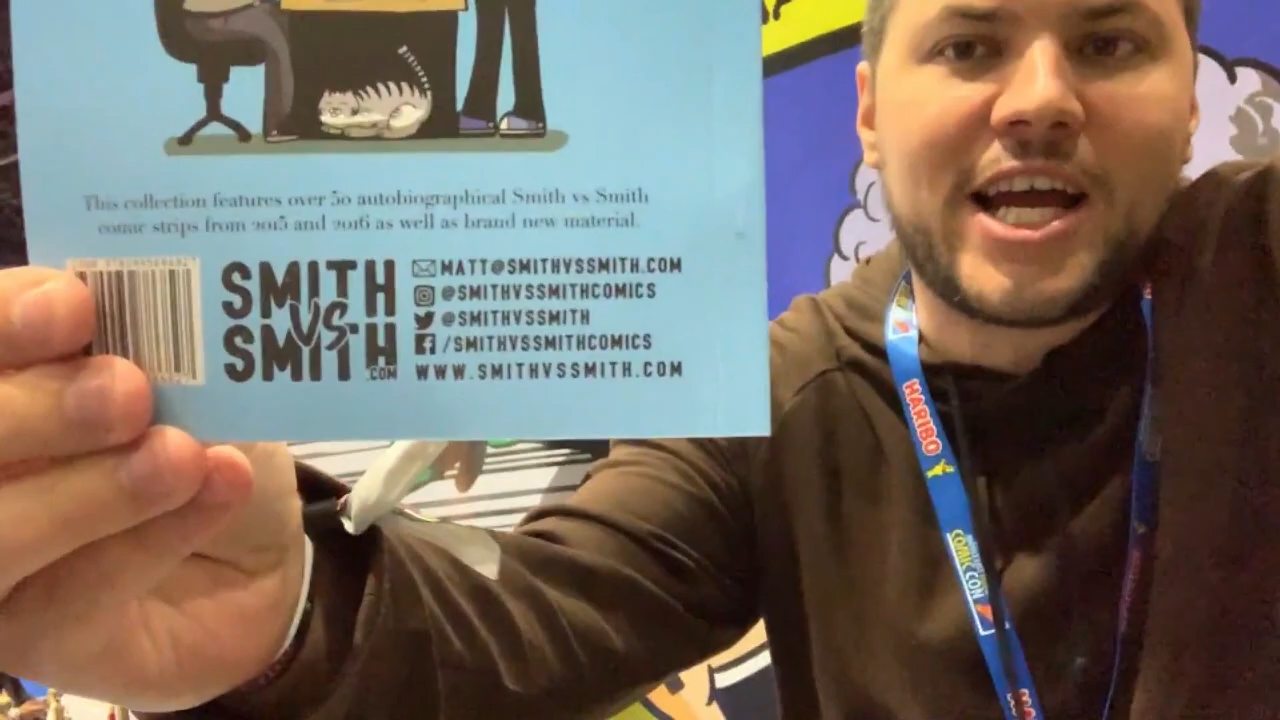 This collection features over 50 autobiographical Smith vs Smith
comic strips from 2015 and 2016 as well as brand new material.
SMITH
VS
SMITH
.COM
MATT@SMITHVSSMITH.COM
@SMITHVSSMITHCOMICS
@SMITHVSSMITH
/SMITHVSSMITHCOMICS
WWW.SMITHVSSMITH.COM
HARIBO
COMIC CON
HA